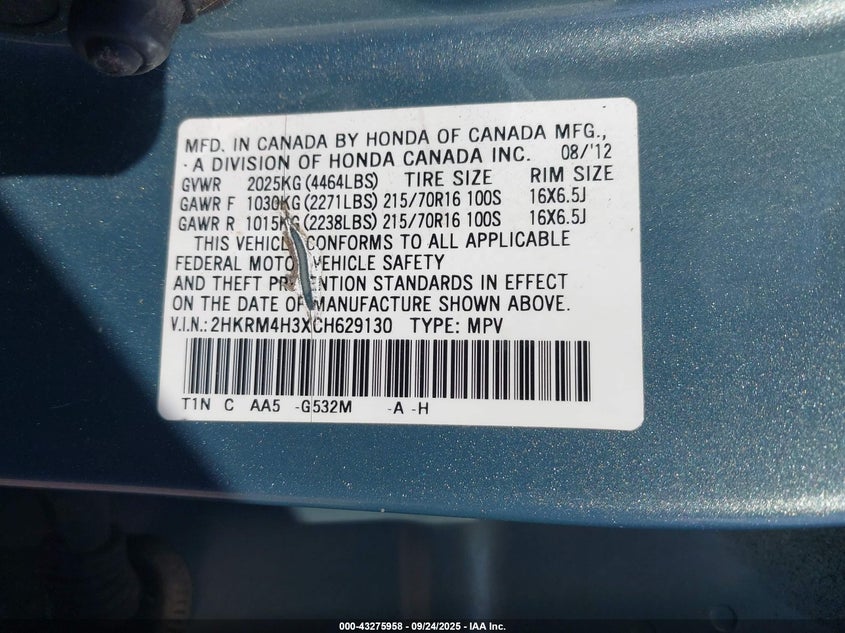 MFD. IN CANADA BY HONDA OF CANADA MFG.,
-A DIVISION OF HONDA CANADA INC. 08/'12
GVWR 2025KG (4464LBS) TIRE SIZE RIM SIZE
GAWR F 1030KG (2271LBS) 215/70R16 100S 16X6.5J
GAWR R 1015KG (2238LBS) 215/70R16 100S 16X6.5J
THIS VEHICLE CONFORMS TO ALL APPLICABLE
FEDERAL MOTOR VEHICLE SAFETY
AND THEFT PREVENTION STANDARDS IN EFFECT
ON THE DATE OF MANUFACTURE SHOWN ABOVE.
V.I.N.: 2HKRM4H3XCH629130 TYPE: MPV
T1N C AA5 -G532M -A -H
000-43275958 - 09/24/2025 - IAA Inc.